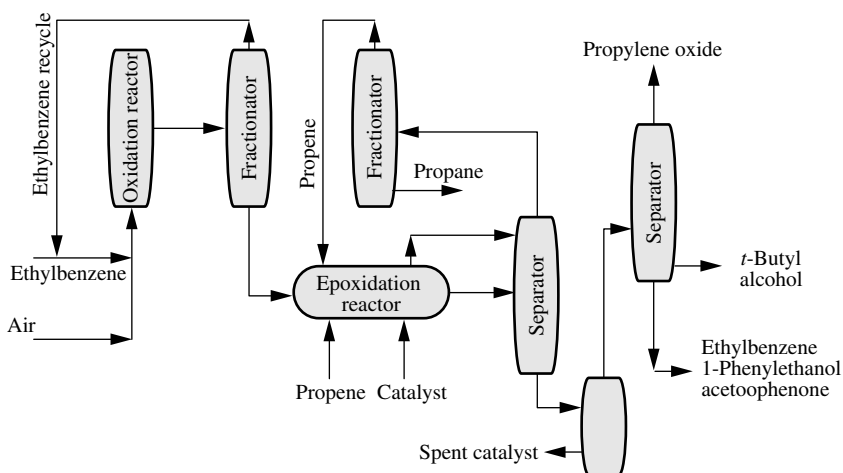 Ethylbenzene recycle
Oxidation reactor
Fractionator
Propene
Fractionator
Propane
Propylene oxide
Separator
Ethylbenzene
Air
Epoxidation
reactor
Separator
t-Butyl
alcohol
Propene
Catalyst
Ethylbenzene
1-Phenylethanol
acetoophenone
Spent catalyst